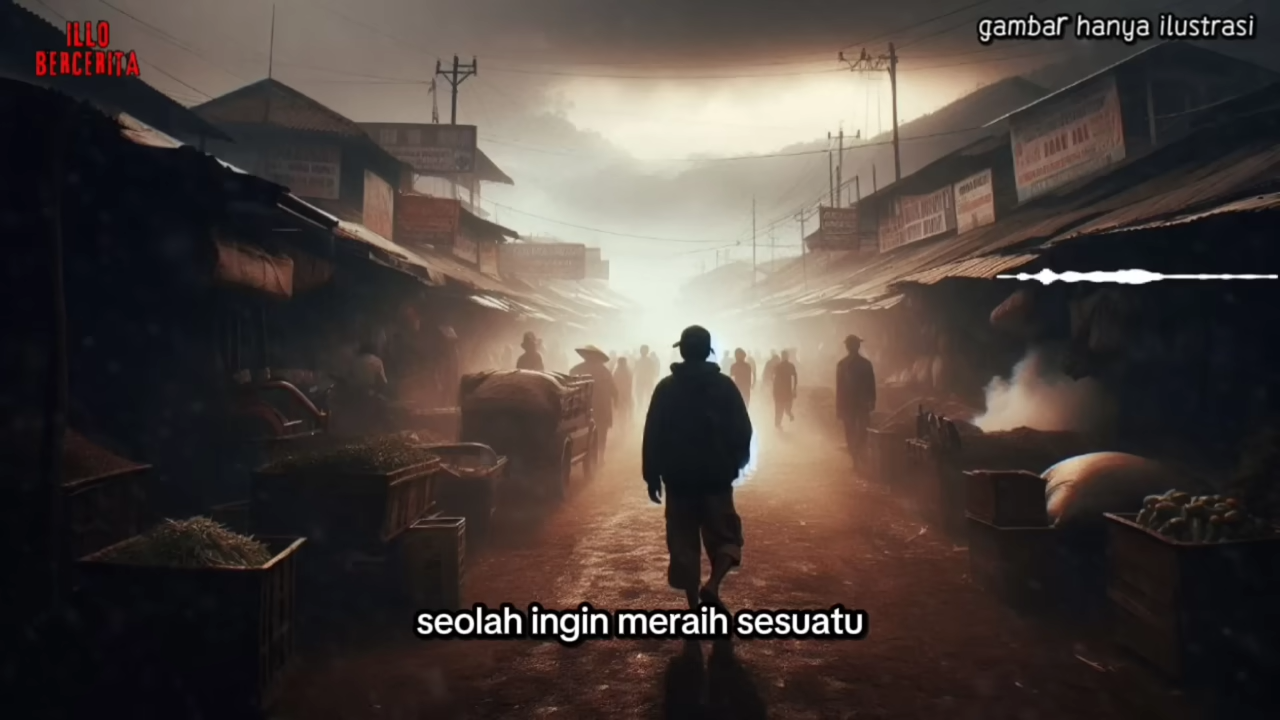 ILLO
BERCERITA
gambar hanya ilustrasi
seolah ingin meraih sesuatu